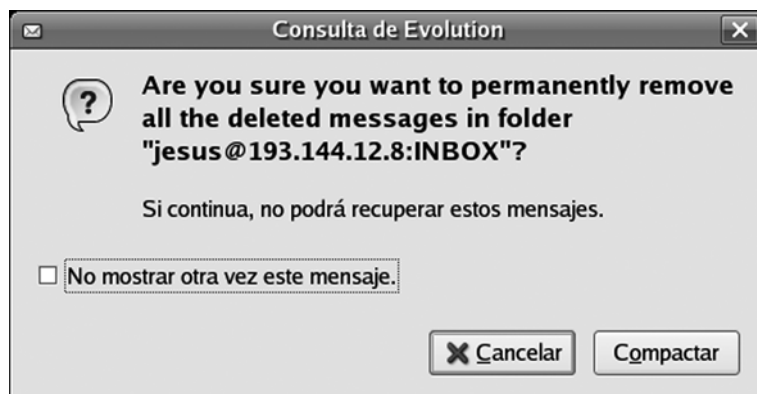 Consulta de Evolution
Are you sure you want to permanently remove
all the deleted messages in folder
"jesus@193.144.12.8:INBOX"?
Si continua, no podrá recuperar estos mensajes.
No mostrar otra vez este mensaje.
Cancelar Compactar